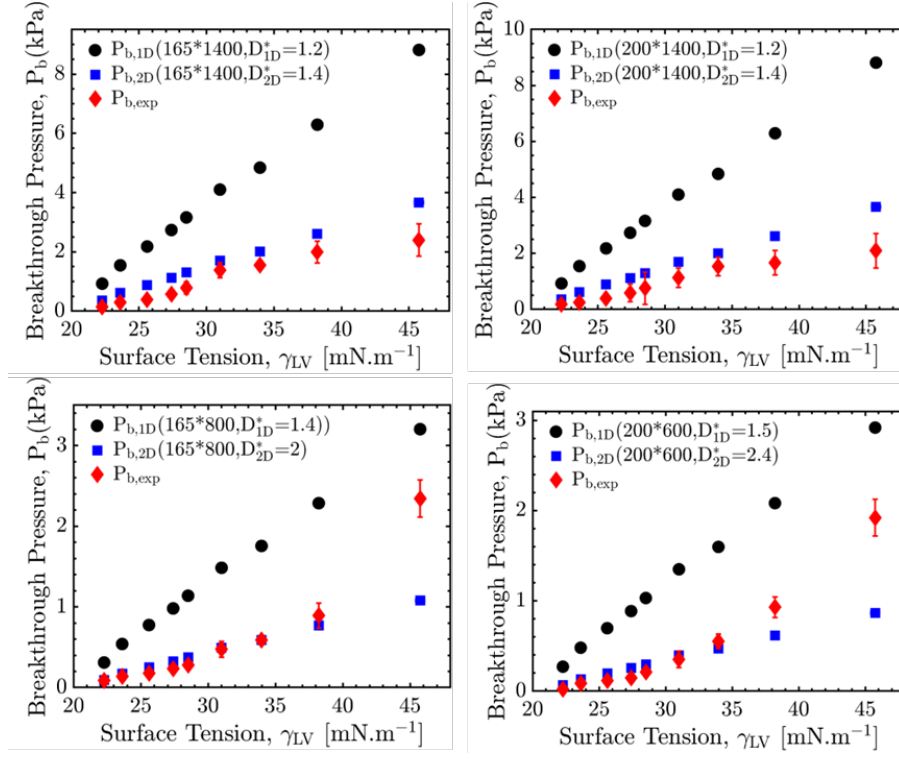 Breakthrough Pressure, P_b(kPa)
8
6
4
2
0
P_b,1D(165*1400,D*_1D=1.2)
P_b,2D(165*1400,D*_2D=1.4)
P_b,exp
20 25 30 35 40 45
Surface Tension, γ_LV [mN.m⁻¹]
Breakthrough Pressure, P_b(kPa)
10
8
6
4
2
0
P_b,1D(200*1400,D*_1D=1.2)
P_b,2D(200*1400,D*_2D=1.4)
P_b,exp
20 25 30 35 40 45
Surface Tension, γ_LV [mN.m⁻¹]
Breakthrough Pressure, P_b(kPa)
3
2
1
0
P_b,1D(165*800,D*_1D=1.4))
P_b,2D(165*800,D*_2D=2)
P_b,exp
20 25 30 35 40 45
Surface Tension, γ_LV [mN.m⁻¹]
Breakthrough Pressure, P_b(kPa)
3
2
1
0
P_b,1D(200*600,D*_1D=1.5)
P_b,2D(200*600,D*_2D=2.4)
P_b,exp
20 25 30 35 40 45
Surface Tension, γ_LV [mN.m⁻¹]